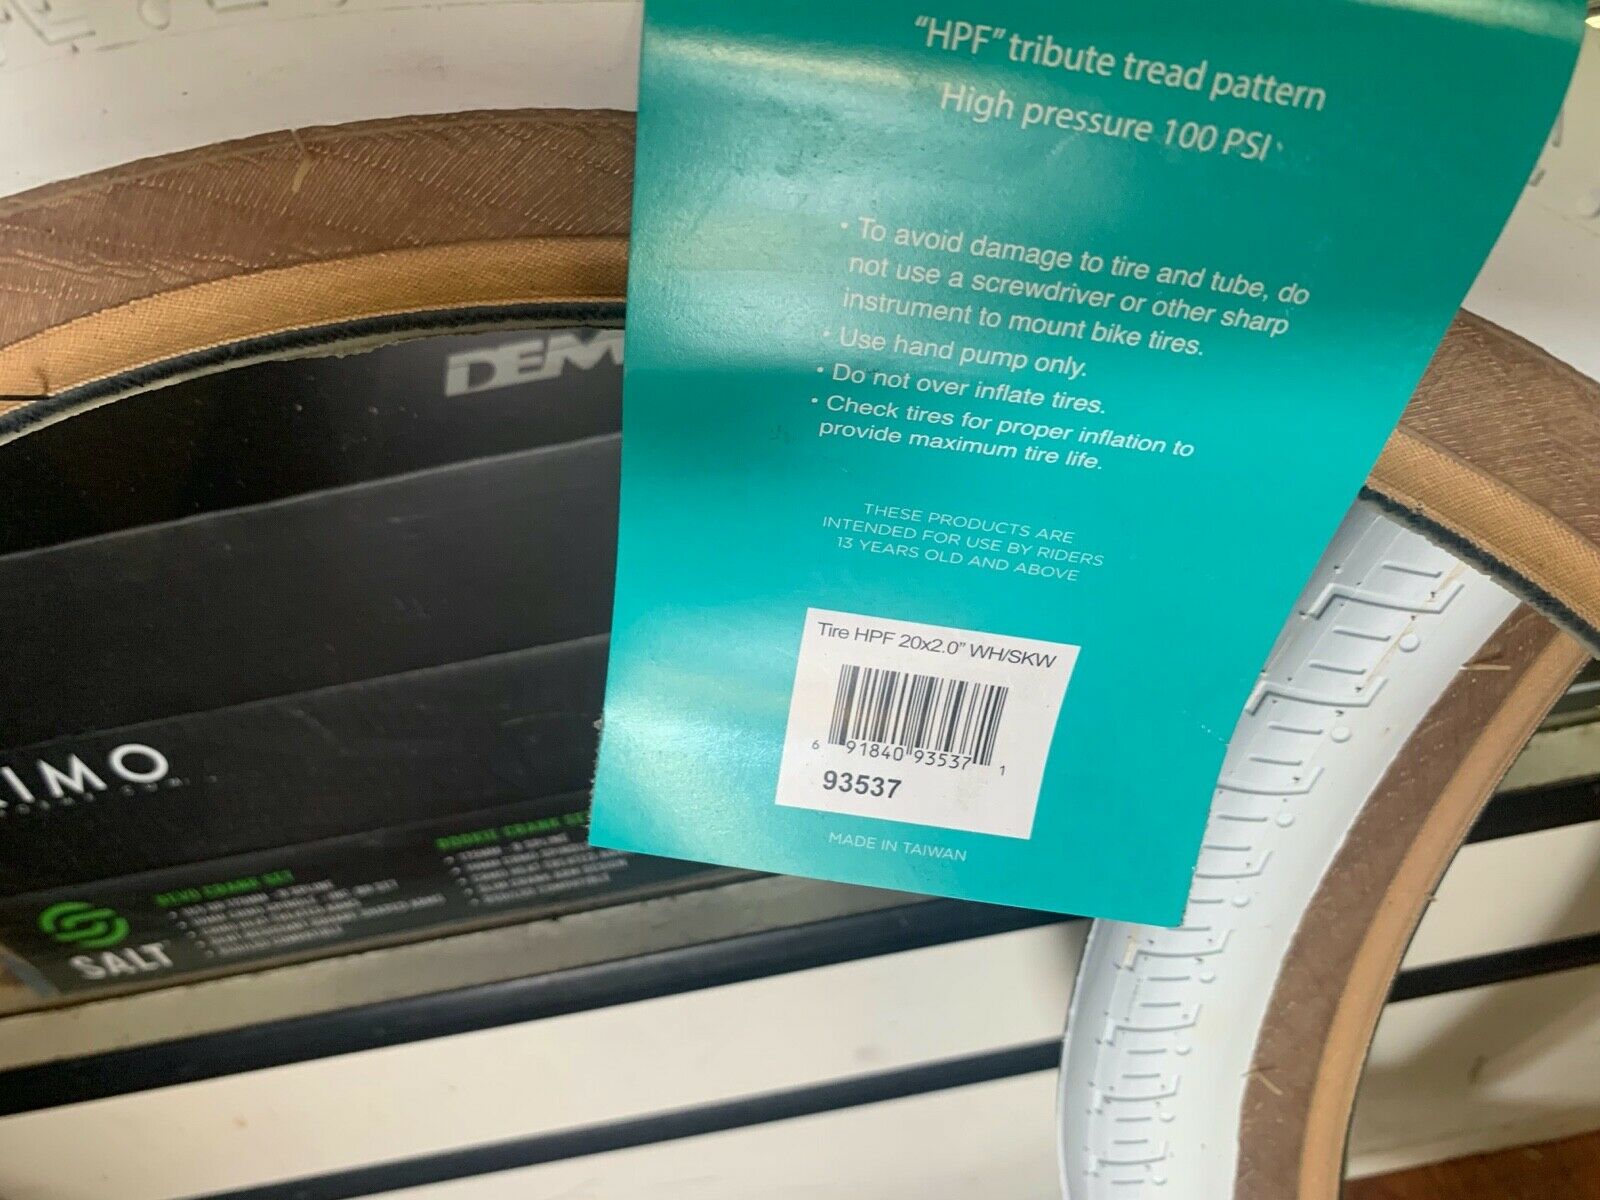 "HPF" tribute tread pattern
High pressure 100 PSI
• To avoid damage to tire and tube, do
not use a screwdriver or other sharp
instrument to mount bike tires.
• Use hand pump only.
• Do not over inflate tires.
• Check tires for proper inflation to
provide maximum tire life.
THESE PRODUCTS ARE
INTENDED FOR USE BY RIDERS
13 YEARS OLD AND ABOVE
Tire HPF 20x2.0" WH/SKW
6 91840 93537 1
93537
MADE IN TAIWAN
DEM
IMO
SALT